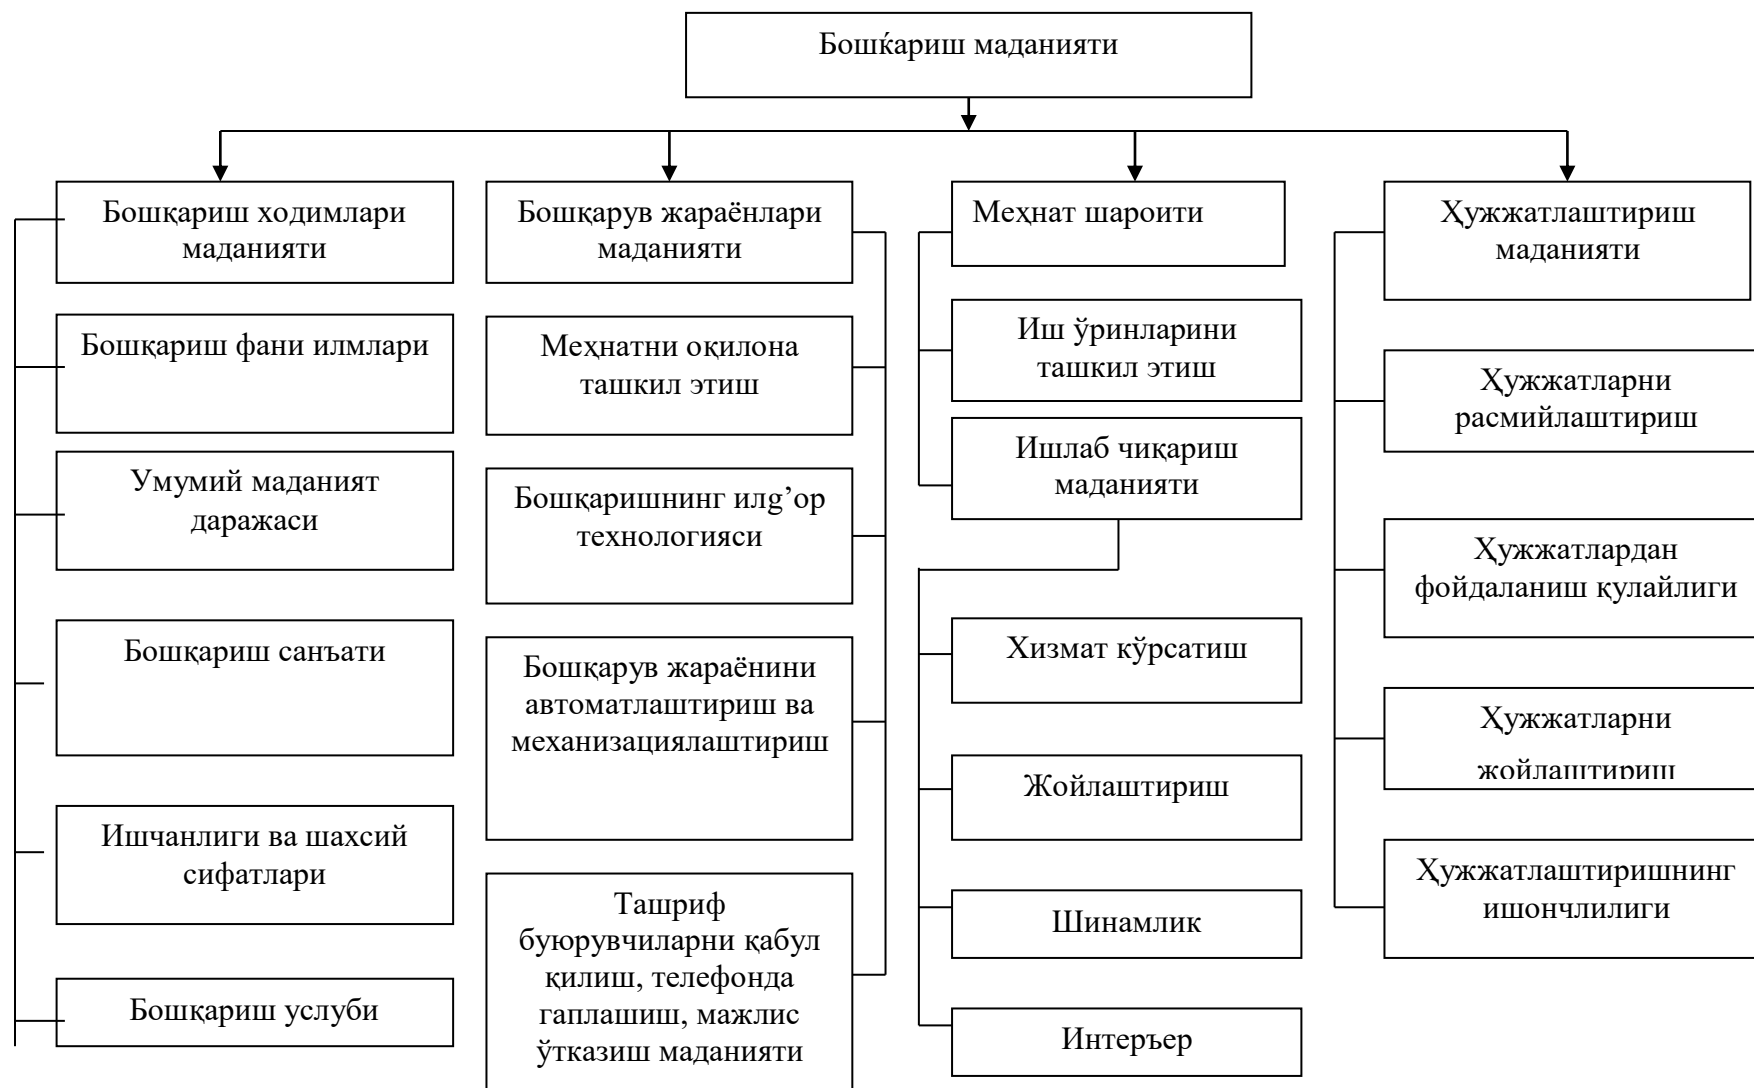 Бошќариш маданияти
Бошқариш ходимлари
маданияти
Бошқариш фани илмлари
Умумий маданият
даражаси
Бошқариш санъати
Ишчанлиги ва шахсий
сифатлари
Бошқариш услуби
Бошқарув жараёнлари
маданияти
Меҳнатни оқилона
ташкил этиш
Бошқаришнинг илg’ор
технологияси
Бошқарув жараёнини
автоматлаштириш ва
механизациялаштириш
Ташриф
буюрувчиларни қабул
қилиш, телефонда
гаплашиш, мажлис
ўтказиш маданияти
Меҳнат шароити
Иш ўринларини
ташкил этиш
Ишлаб чиқариш
маданияти
Хизмат кўрсатиш
Жойлаштириш
Шинамлик
Интеръер
Ҳужжатлаштириш
маданияти
Ҳужжатларни
расмийлаштириш
Ҳужжатлардан
фойдаланиш қулайлиги
Ҳужжатларни
жойлаштириш
Ҳужжатлаштиришнинг
ишончлилиги